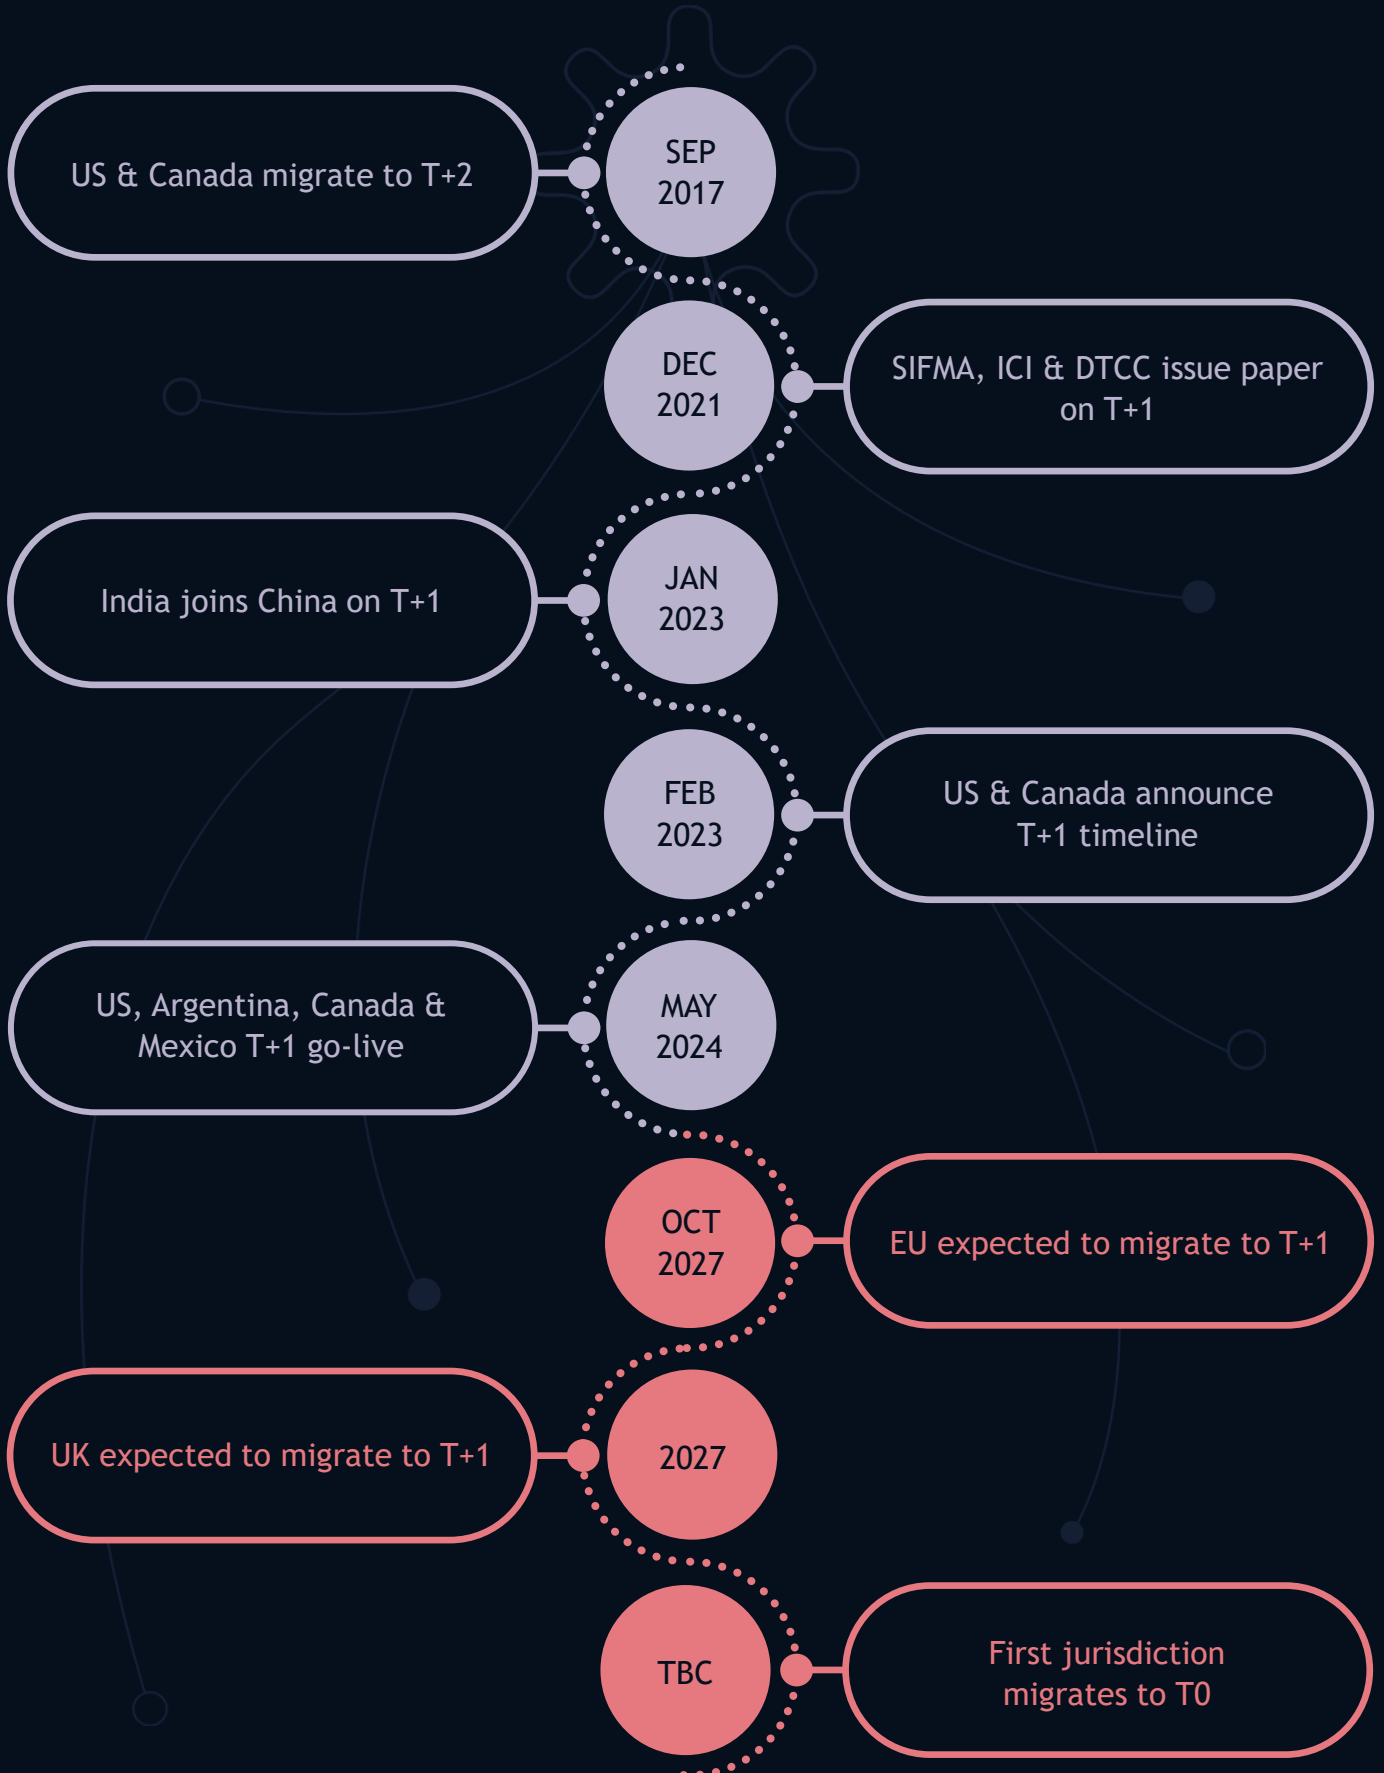 US & Canada migrate to T+2
SEP
2017
DEC
2021
SIFMA, ICI & DTCC issue paper
on T+1
India joins China on T+1
JAN
2023
FEB
2023
US & Canada announce
T+1 timeline
US, Argentina, Canada &
Mexico T+1 go-live
MAY
2024
OCT
2027
EU expected to migrate to T+1
UK expected to migrate to T+1
2027
TBC
First jurisdiction
migrates to T0